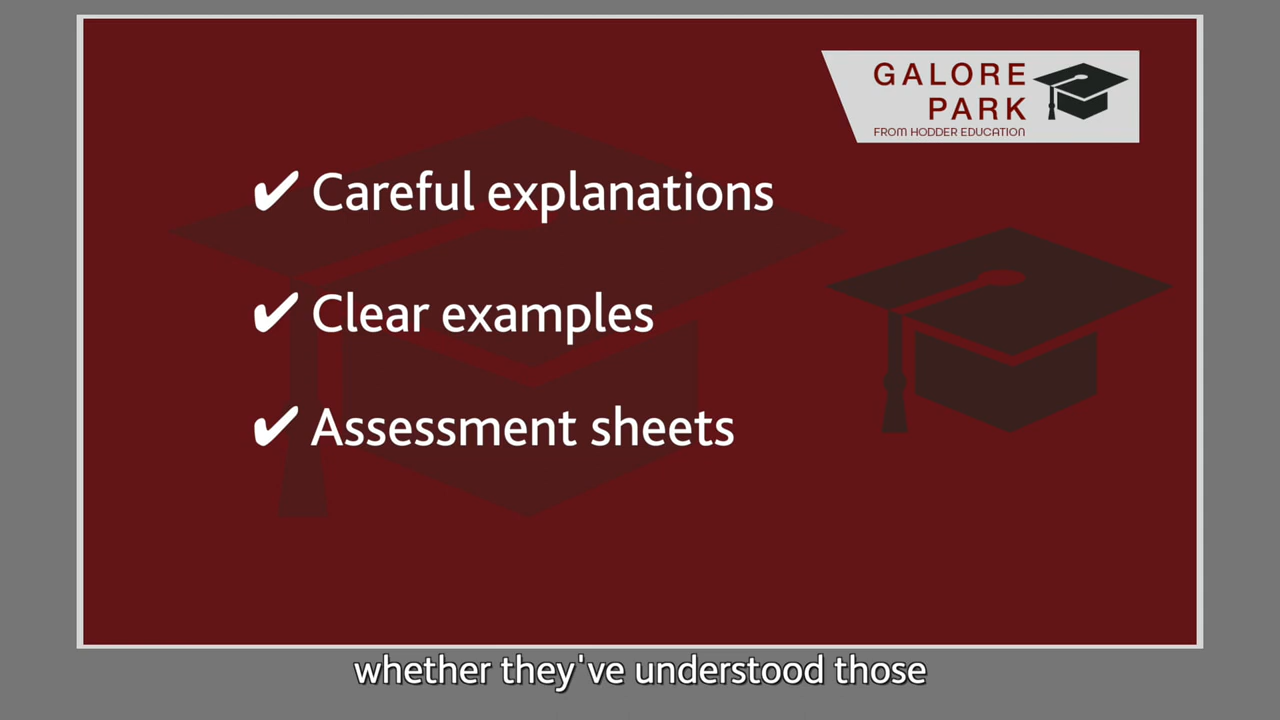 GALORE
PARK
FROM HODDER EDUCATION
✔ Careful explanations
✔ Clear examples
✔ Assessment sheets
whether they've understood those